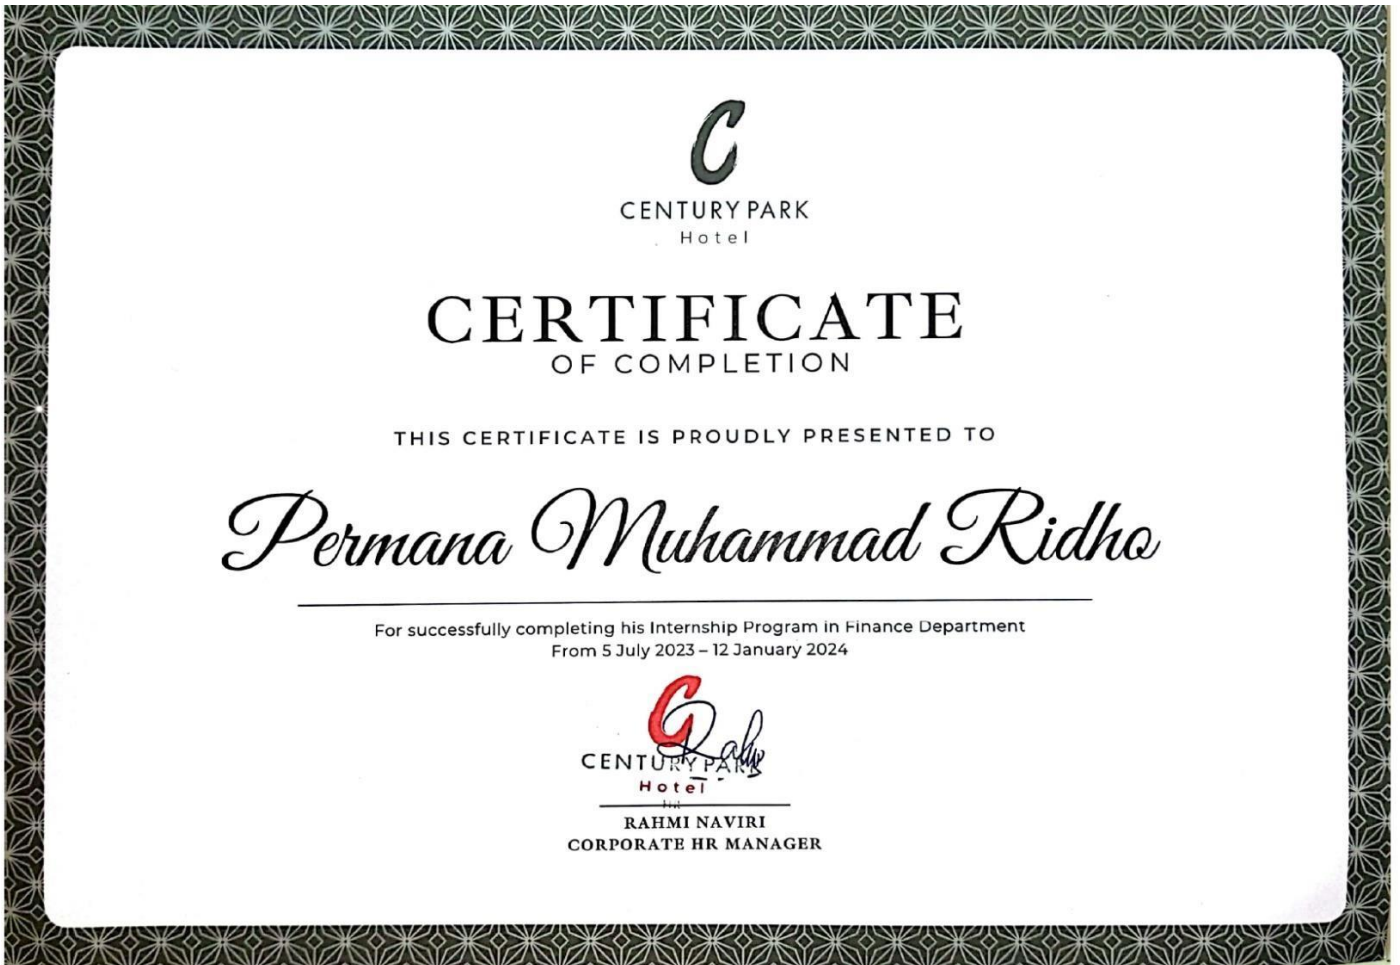 C
CENTURY PARK
Hotel
CERTIFICATE
OF COMPLETION
THIS CERTIFICATE IS PROUDLY PRESENTED TO
Permana Muhammad Ridho
For successfully completing his Internship Program in Finance Department
From 5 July 2023 – 12 January 2024
C
CENTURY PARK
Hotel
RAHMI NAVIRI
CORPORATE HR MANAGER